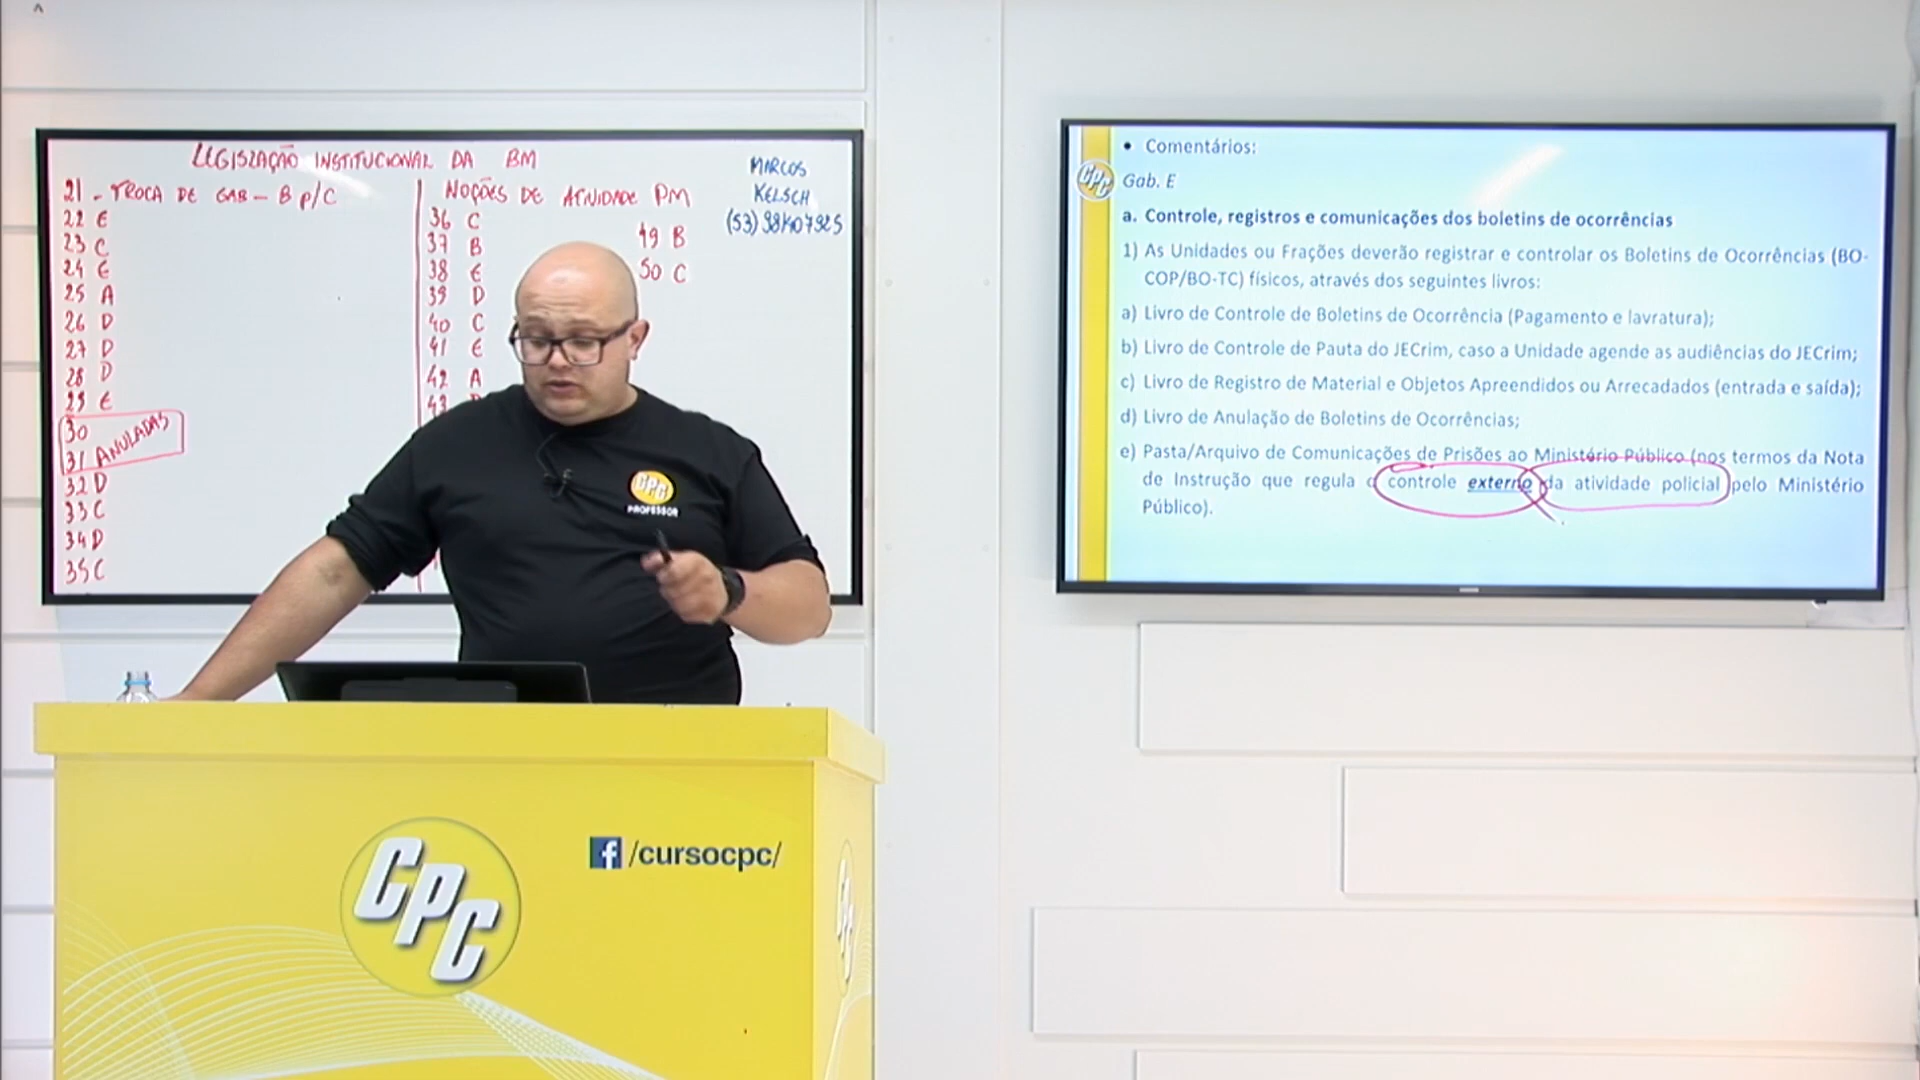 LEGISLAÇÃO INSTITUCIONAL DA BM
21 - TROCA DE GAB - B p/ C
22 E
23 C
24 E
25 A
26 D
27 D
28 D
29 E
30
31 ANULADAS
32 D
33 C
34 D
35 C
NOÇÕES DE ATIVIDADE PM
36 C
37 B
38 E
39 D
40 C
41 E
42 A
43
49 B
50 C
MARCOS
KELSCH
CPC
• Comentários:
Gab. E
a. Controle, registros e comunicações dos boletins de ocorrências
1) As Unidades ou Frações deverão registrar e controlar os Boletins de Ocorrências (BO-
COP/BO-TC) físicos, através dos seguintes livros:
a) Livro de Controle de Boletins de Ocorrência (Pagamento e lavratura);
b) Livro de Controle de Pauta do JECrim, caso a Unidade agende as audiências do JECrim;
c) Livro de Registro de Material e Objetos Apreendidos ou Arrecadados (entrada e saída);
d) Livro de Anulação de Boletins de Ocorrências;
e) Pasta/Arquivo de Comunicações de Prisões ao Ministério Público (nos termos da Nota
de Instrução que regula o controle externo da atividade policial pelo Ministério
Público).
CPC
PROFESSOR
CPC
f /cursocpc/